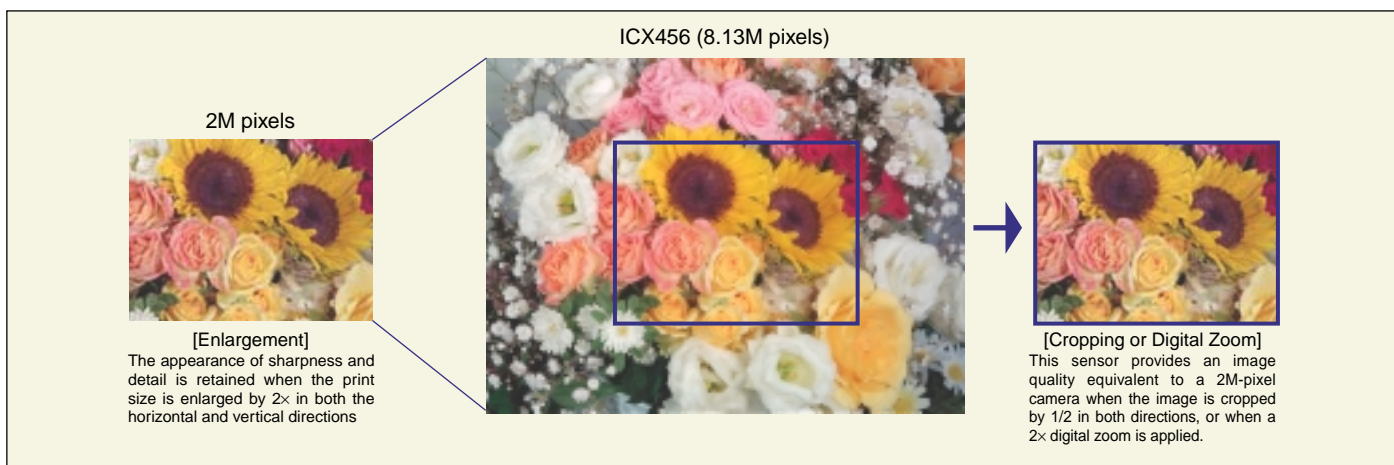 ICX456 (8.13M pixels)
2M pixels
[Enlargement]
The appearance of sharpness and
detail is retained when the print
size is enlarged by 2× in both the
horizontal and vertical directions
[Cropping or Digital Zoom]
This sensor provides an image
quality equivalent to a 2M-pixel
camera when the image is cropped
by 1/2 in both directions, or when a
2× digital zoom is applied.